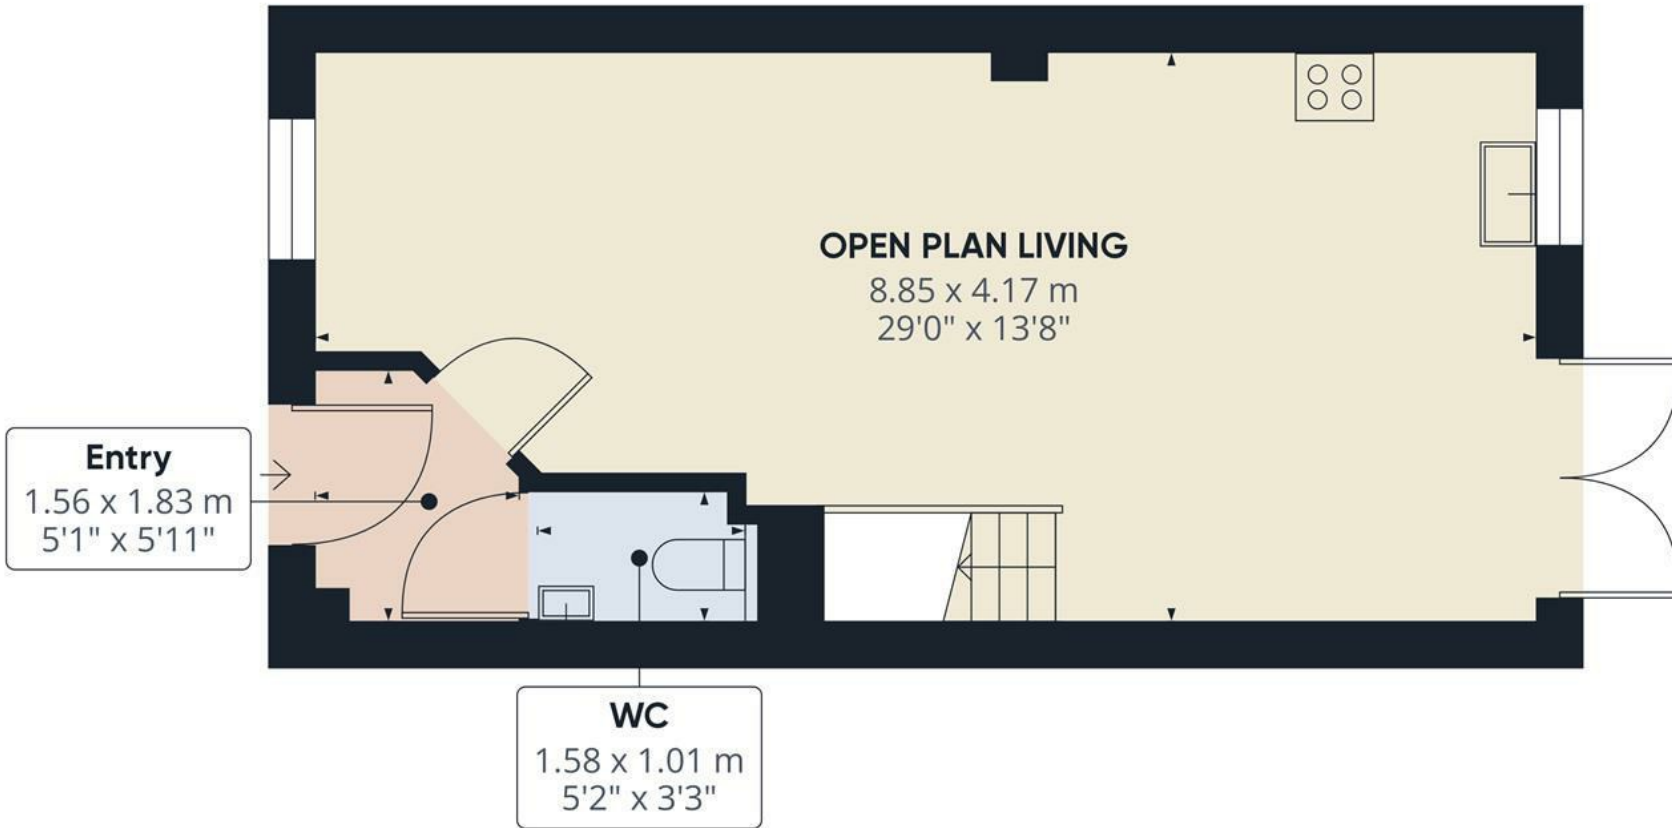 OPEN PLAN LIVING
8.85 x 4.17 m
29'0" x 13'8"
Entry
1.56 x 1.83 m
5'1" x 5'11"
WC
1.58 x 1.01 m
5'2" x 3'3"